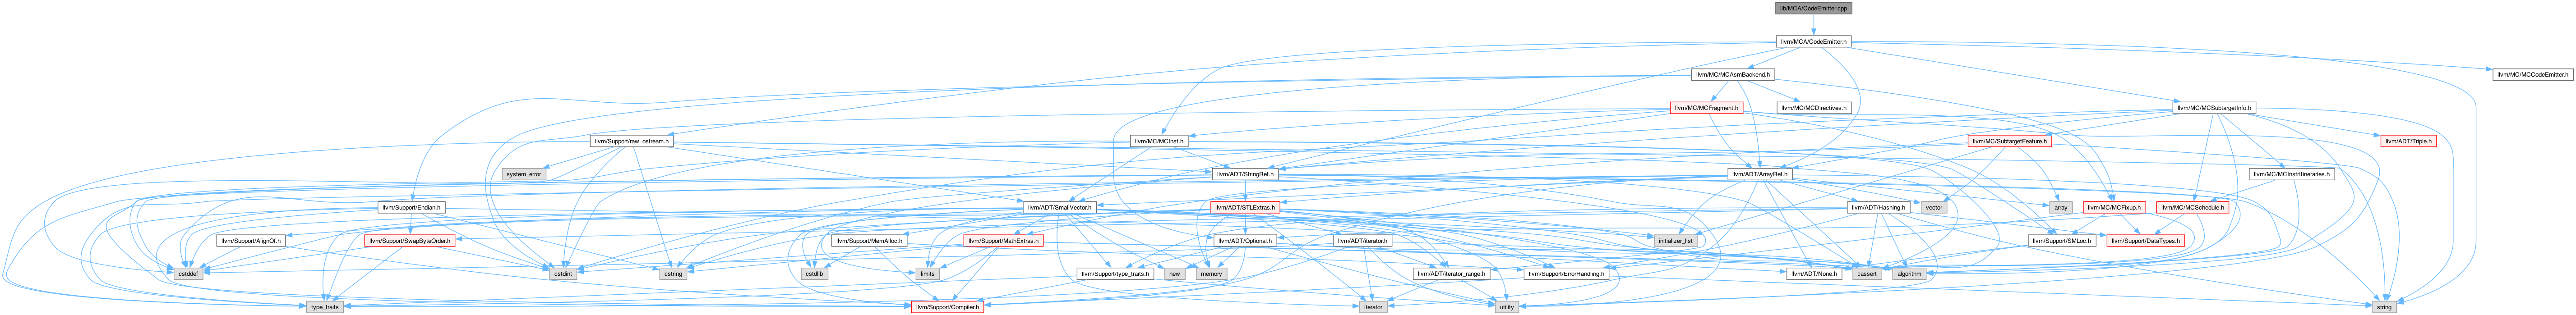 lib/MCA/CodeEmitter.cpp
llvm/MCA/CodeEmitter.h
llvm/MC/MCAsmBackend.h
llvm/MC/MCCodeEmitter.h
llvm/MC/MCFragment.h
llvm/MC/MCDirectives.h
llvm/MC/MCSubtargetInfo.h
llvm/Support/raw_ostream.h
llvm/MC/MCInst.h
llvm/MC/SubtargetFeature.h
llvm/ADT/Triple.h
system_error
llvm/ADT/StringRef.h
llvm/ADT/ArrayRef.h
llvm/MC/MCInstrItineraries.h
llvm/Support/Endian.h
llvm/ADT/SmallVector.h
llvm/ADT/STLExtras.h
llvm/ADT/Hashing.h
vector
array
llvm/MC/MCFixup.h
llvm/MC/MCSchedule.h
llvm/Support/AlignOf.h
llvm/Support/SwapByteOrder.h
llvm/Support/MemAlloc.h
llvm/Support/MathExtras.h
llvm/ADT/Optional.h
llvm/ADT/iterator.h
initializer_list
llvm/Support/SMLoc.h
llvm/Support/DataTypes.h
cstddef
cstdint
cstring
cstdlib
limits
llvm/Support/type_traits.h
new
memory
llvm/ADT/iterator_range.h
llvm/Support/ErrorHandling.h
llvm/ADT/None.h
cassert
algorithm
type_traits
llvm/Support/Compiler.h
iterator
utility
string